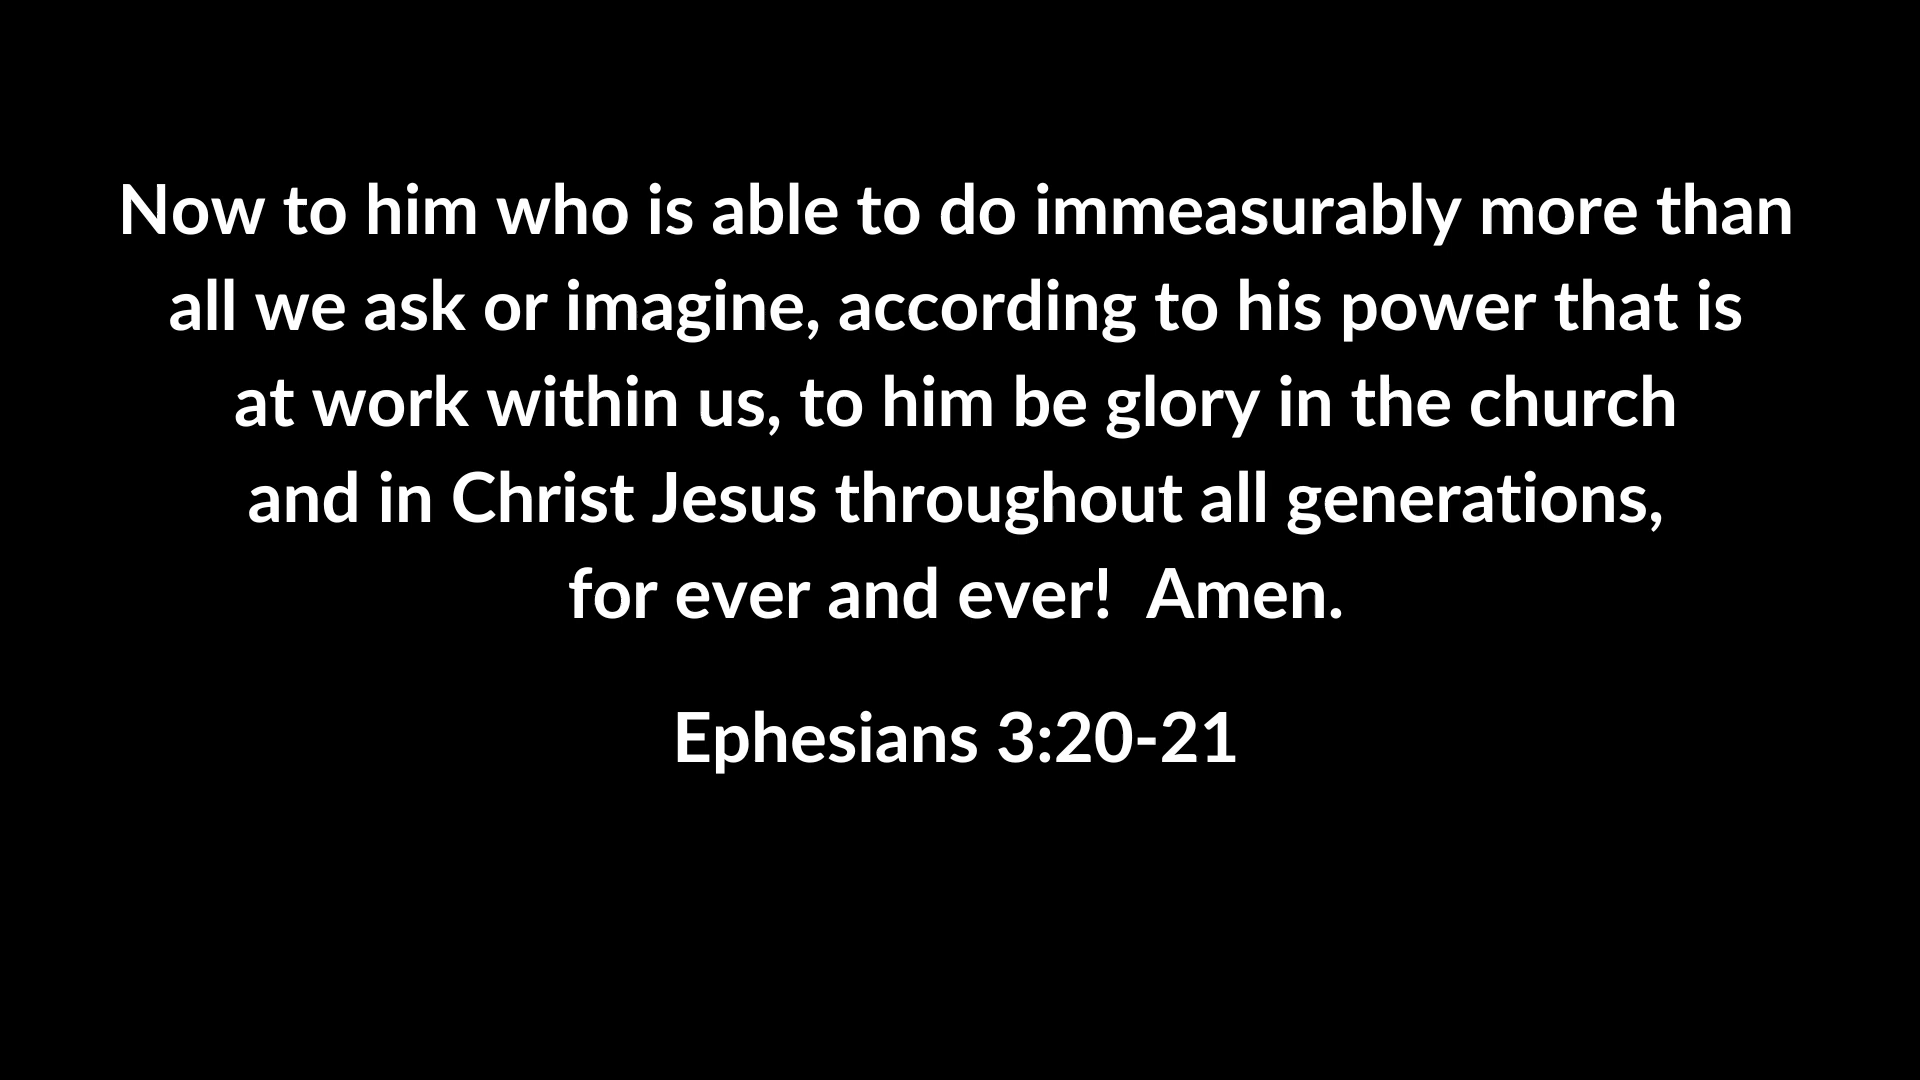 Now to him who is able to do immeasurably more than
all we ask or imagine, according to his power that is
at work within us, to him be glory in the church
and in Christ Jesus throughout all generations,
for ever and ever!  Amen.
Ephesians 3:20-21